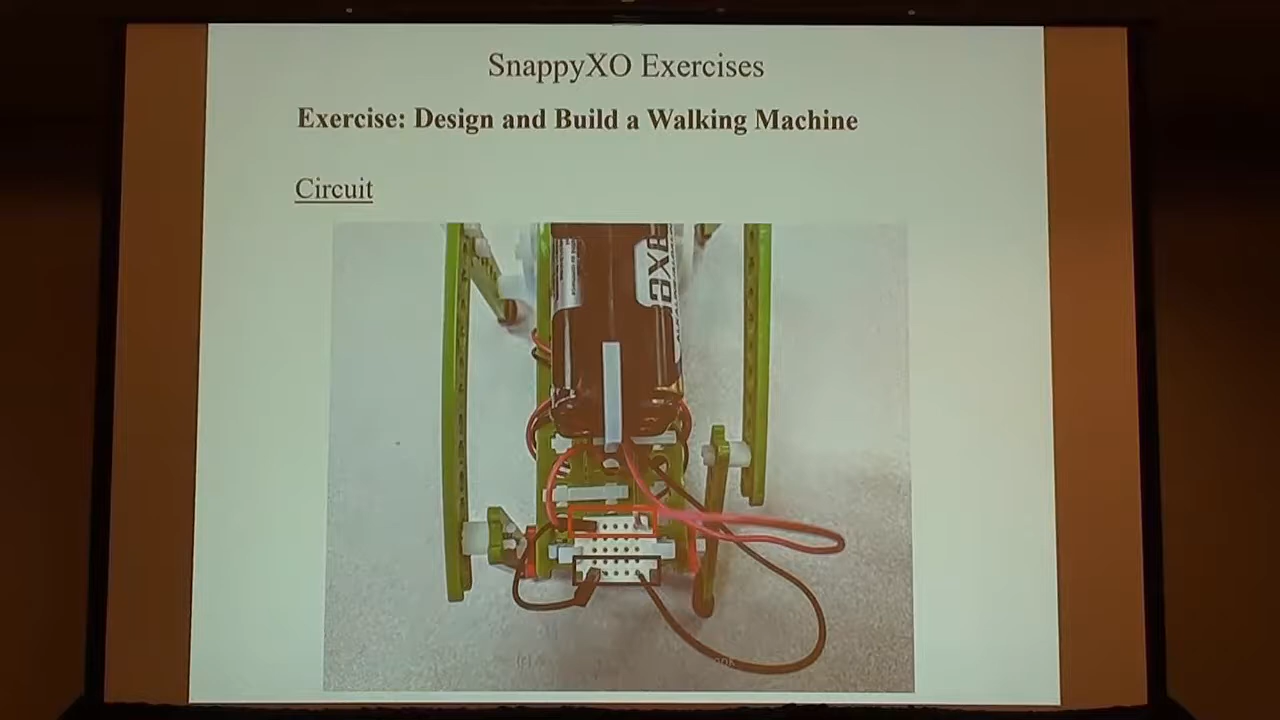 SnappyXO Exercises
Exercise: Design and Build a Walking Machine
Circuit